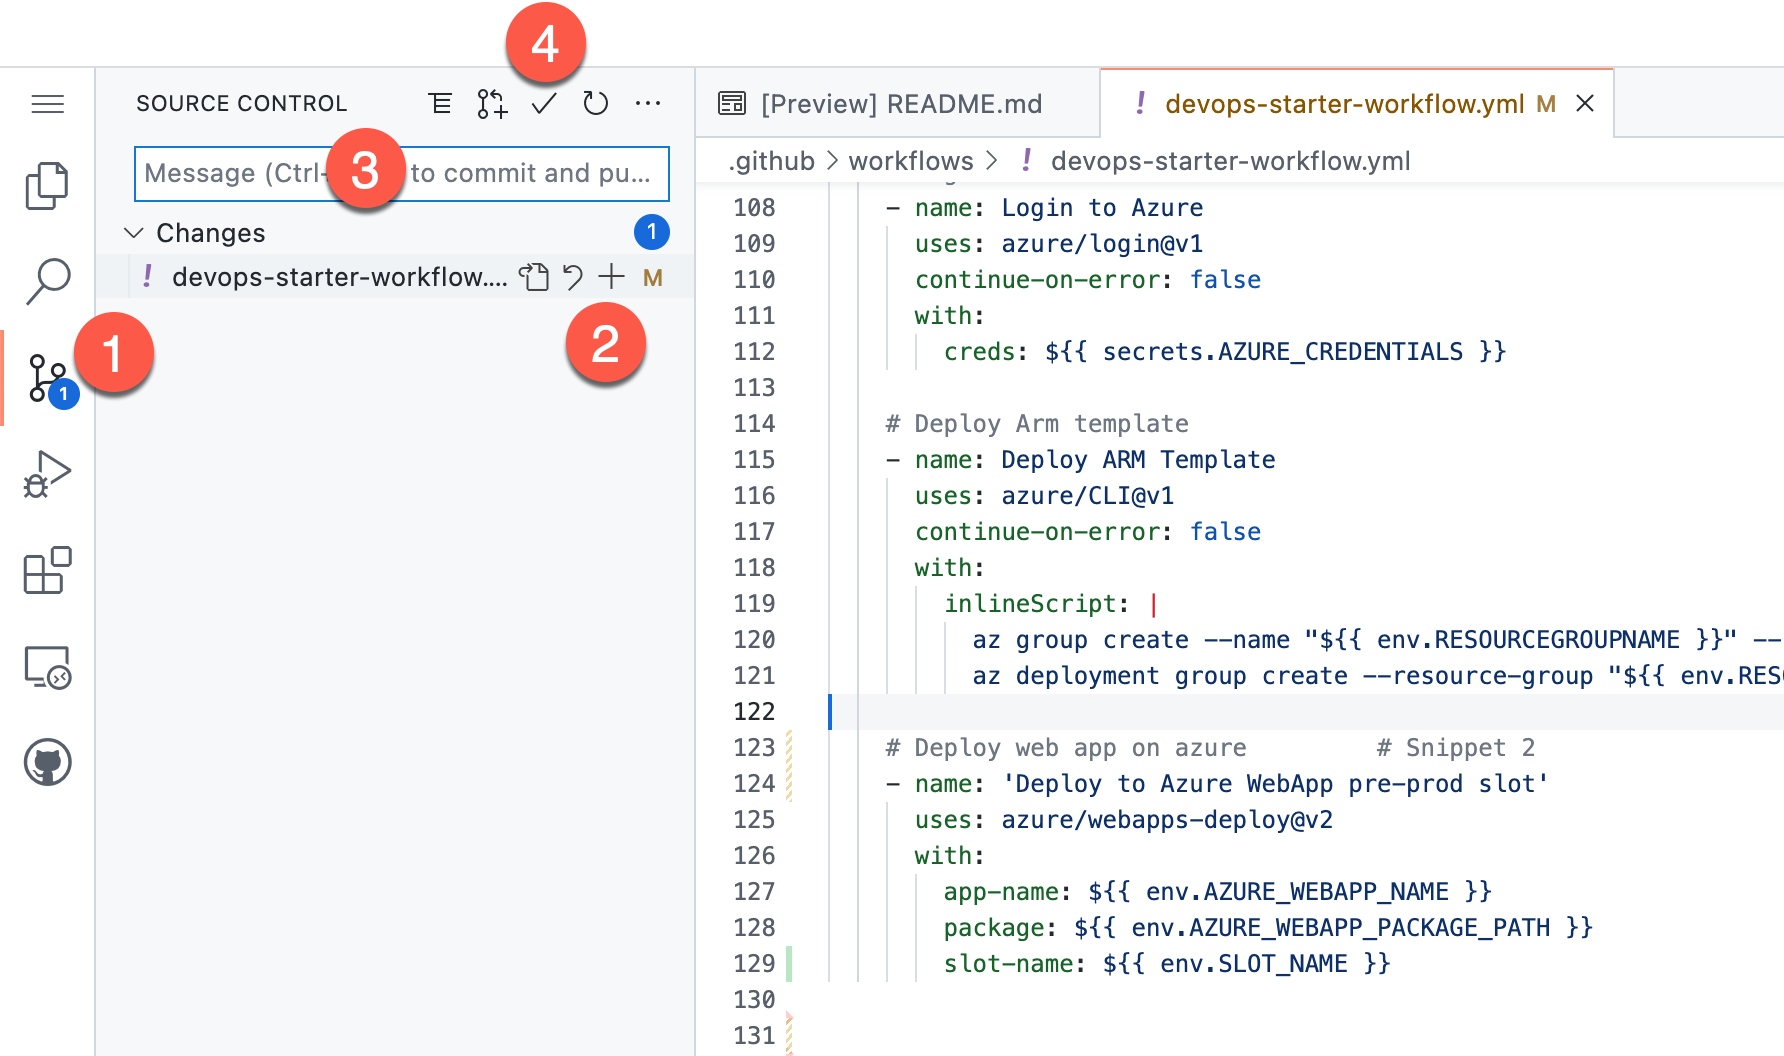 4
SOURCE CONTROL
[Preview] README.md
! devops-starter-workflow.yml M
Message (Ctrl- 3 to commit and pu...
.github > workflows > ! devops-starter-workflow.yml
Changes 1
! devops-starter-workflow.... M
1
1
2
108 - name: Login to Azure
109 uses: azure/login@v1
110 continue-on-error: false
111 with:
112 creds: ${{ secrets.AZURE_CREDENTIALS }}
113
114 # Deploy Arm template
115 - name: Deploy ARM Template
116 uses: azure/CLI@v1
117 continue-on-error: false
118 with:
119 inlineScript: |
120 az group create --name "${{ env.RESOURCEGROUPNAME }}" --
121 az deployment group create --resource-group "${{ env.RES
122
123 # Deploy web app on azure # Snippet 2
124 - name: 'Deploy to Azure WebApp pre-prod slot'
125 uses: azure/webapps-deploy@v2
126 with:
127 app-name: ${{ env.AZURE_WEBAPP_NAME }}
128 package: ${{ env.AZURE_WEBAPP_PACKAGE_PATH }}
129 slot-name: ${{ env.SLOT_NAME }}
130
131